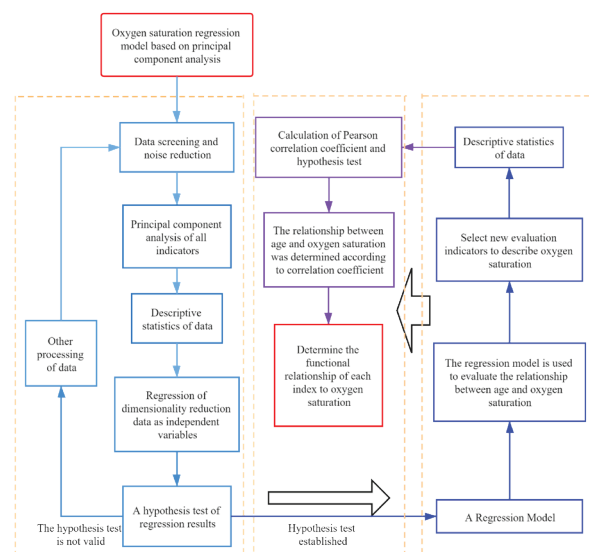 Oxygen saturation regression
model based on principal
component analysis
Data screening and
noise reduction
Principal component
analysis of all
indicators
Descriptive
statistics of data
Other
processing
of data
Regression of
dimensionality reduction
data as independent
variables
A hypothesis test of
regression results
The hypothesis test
is not valid
Hypothesis test
established
A Regression Model
The regression model is used
to evaluate the relationship
between age and oxygen
saturation
Select new evaluation
indicators to describe oxygen
saturation
Descriptive statistics
of data
Calculation of Pearson
correlation coefficient and
hypothesis test
The relationship between
age and oxygen saturation
was determined according
to correlation coefficient
Determine the
functional
relationship of each
index to oxygen
saturation